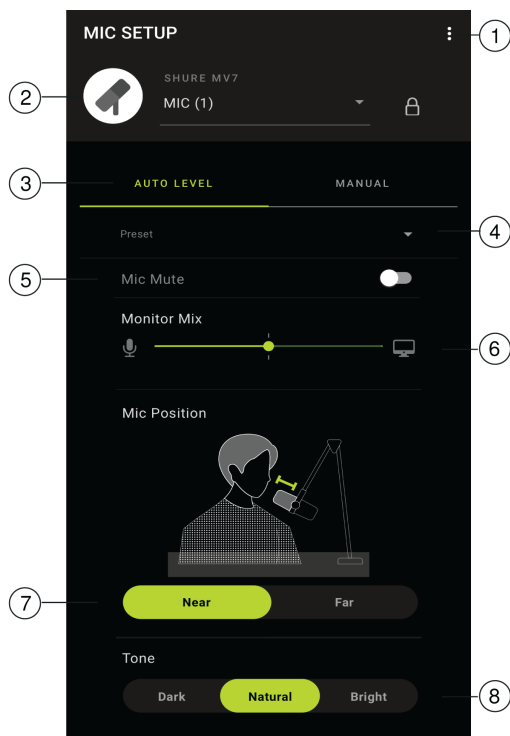 MIC SETUP
1
SHURE MV7
2
MIC (1)
3
AUTO LEVEL MANUAL
Preset
4
5
Mic Mute
Monitor Mix
6
Mic Position
7
Near Far
Tone
Dark Natural Bright
8